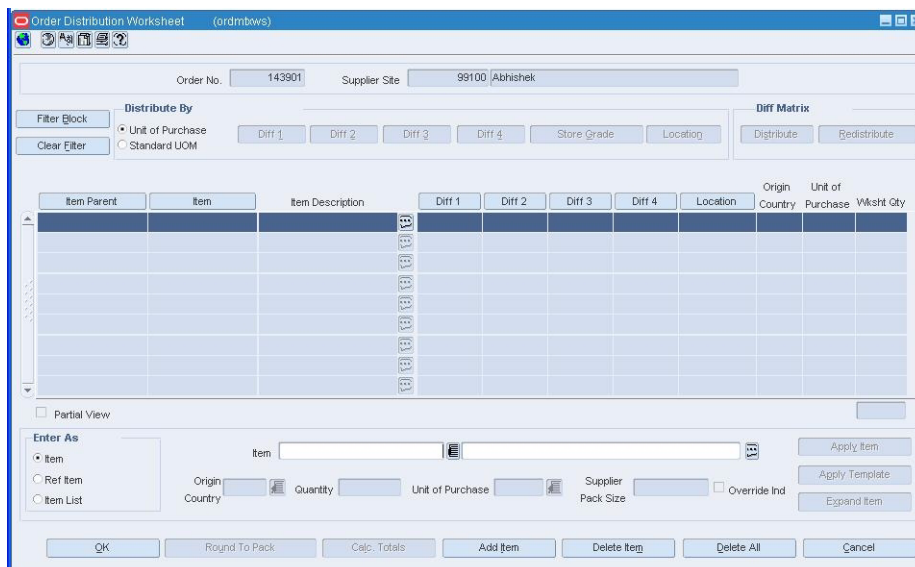 Order Distribution Worksheet (ordmtxws)
Order No. 143901 Supplier Site 99100 Abhishek
Filter Block
Clear Filter
Distribute By
Unit of Purchase
Standard UOM
Diff 1 Diff 2 Diff 3 Diff 4 Store Grade Location
Diff Matrix
Distribute Redistribute
Item Parent Item Item Description Diff 1 Diff 2 Diff 3 Diff 4 Location Origin Country Unit of Purchase Wksht Qty
Partial View
Enter As
Item
Ref Item
Item List
Item
Origin Country Quantity Unit of Purchase Supplier Pack Size Override Ind
Apply Item
Apply Template
Expand Item
OK Round To Pack Calc. Totals Add Item Delete Item Delete All Cancel